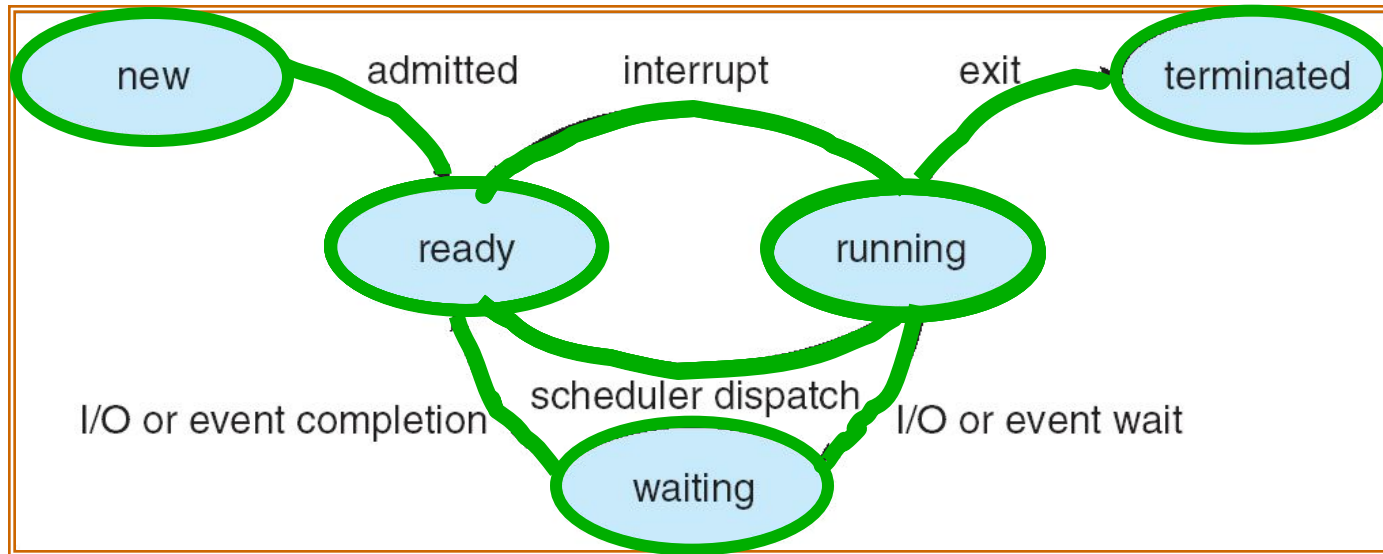 new
admitted
interrupt
exit
terminated
ready
running
scheduler dispatch
I/O or event completion
I/O or event wait
waiting